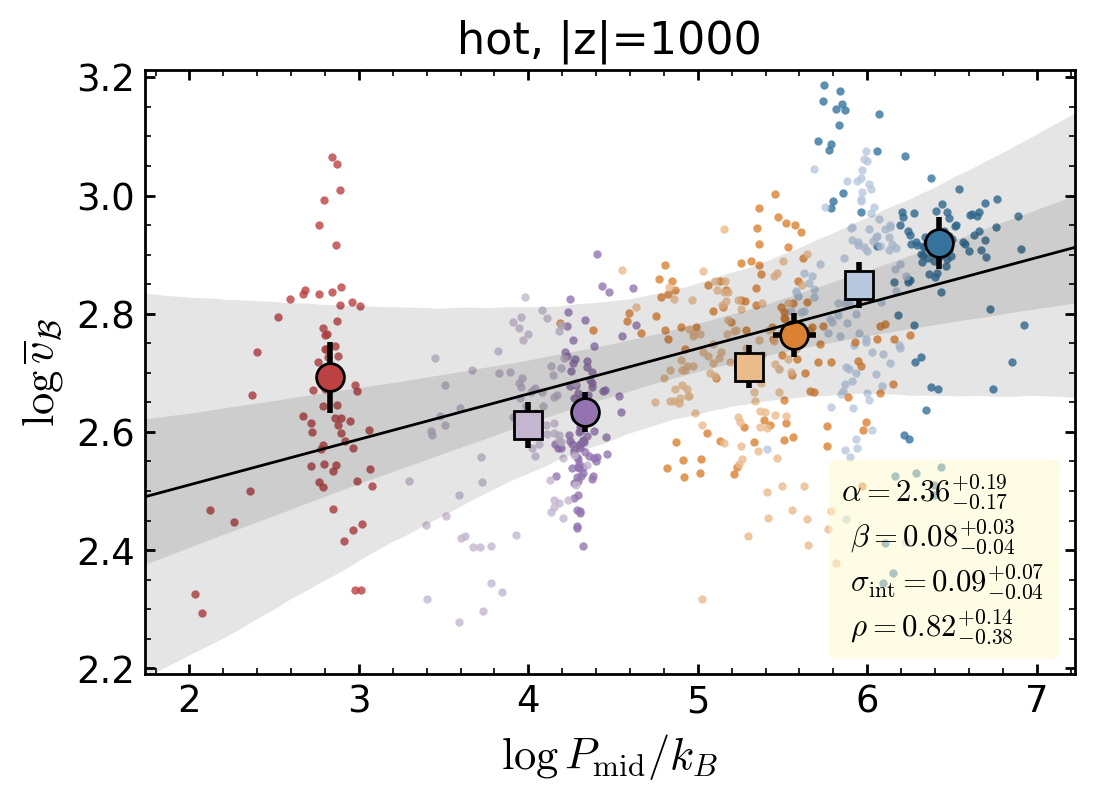 hot, |z|=1000
3.2
3.0
2.8
2.6
2.4
2.2
log v̅_ℬ
α = 2.36^{+0.19}_{−0.17}
β = 0.08^{+0.03}_{−0.04}
σ_int = 0.09^{+0.07}_{−0.04}
ρ = 0.82^{+0.14}_{−0.38}
2 3 4 5 6 7
log P_mid/k_B